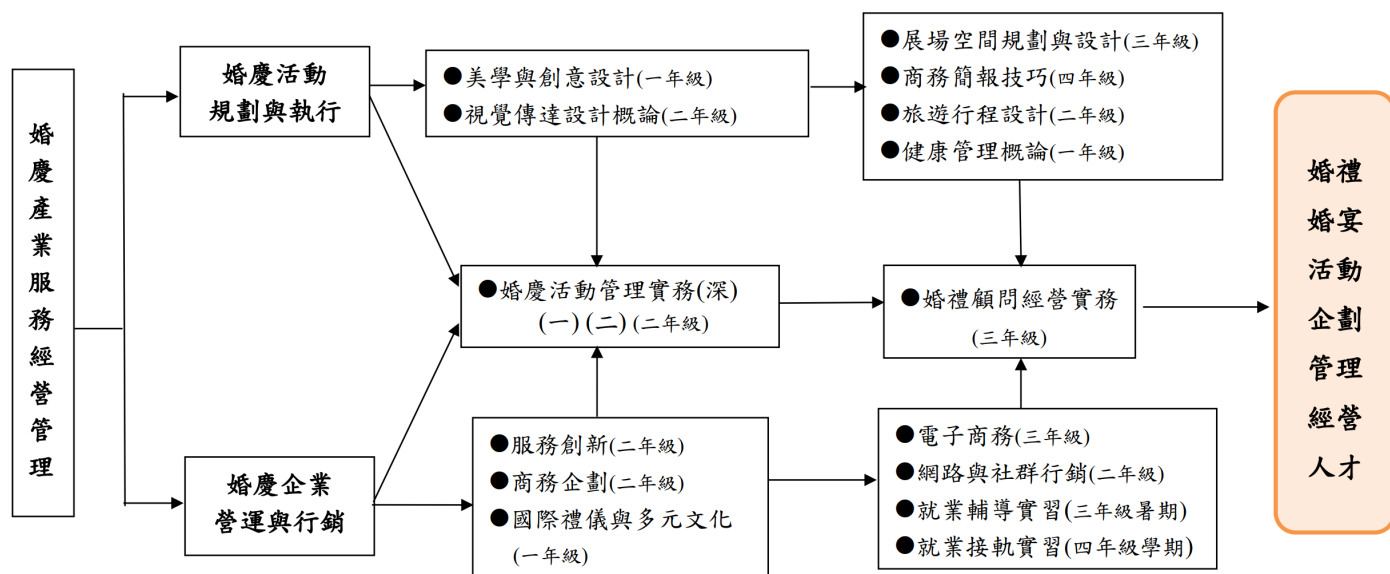 婚慶產業服務經營管理
婚慶活動
規劃與執行
●美學與創意設計(一年級)
●視覺傳達設計概論(二年級)
●展場空間規劃與設計(三年級)
●商務簡報技巧(四年級)
●旅遊行程設計(二年級)
●健康管理概論(一年級)
●婚慶活動管理實務(深)
(一)(二)(二年級)
●婚禮顧問經營實務
(三年級)
婚慶企業
營運與行銷
●服務創新(二年級)
●商務企劃(二年級)
●國際禮儀與多元文化
(一年級)
●電子商務(三年級)
●網路與社群行銷(二年級)
●就業輔導實習(三年級暑期)
●就業接軌實習(四年級學期)
婚禮
婚宴
活動
企劃
管理
經營
人才